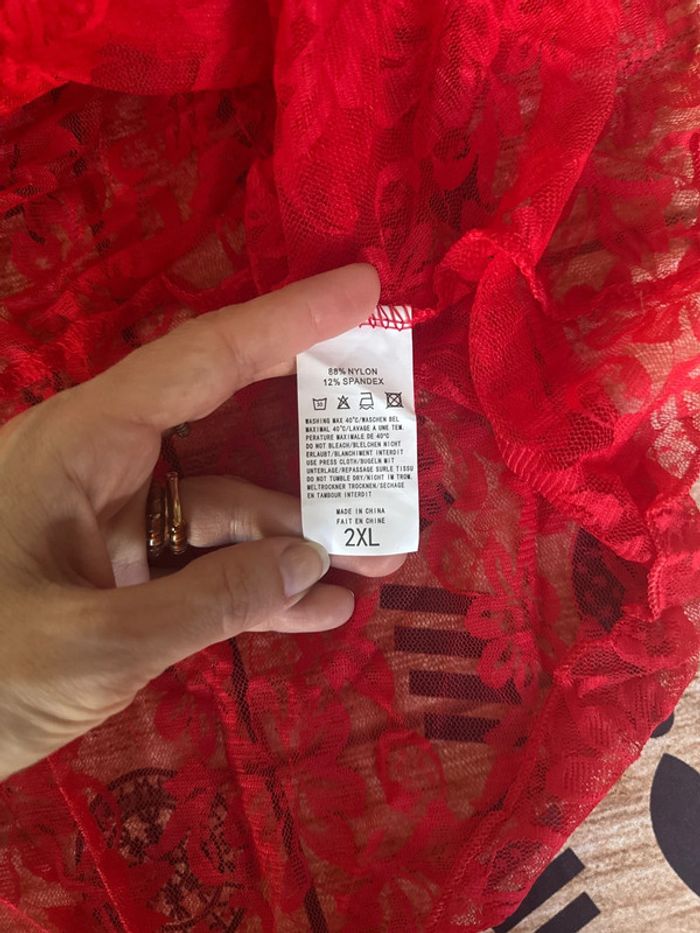 88% NYLON
12% SPANDEX
30
WASHING MAX 40°C/WASCHEN BEL
MAXIMAL 40°C/LAVAGE A UNE TEM.
PERATURE MAXIMALE DE 40°C
DO NOT BLEACH/BLEICHEN NICHT
ERLAUBT/BLANCHIMENT INTERDIT
USE PRESS CLOTH/BUGELN MIT
UNTERLAGE/REPASSAGE SURLE TISSU
DO NOT TUMBLE DRY/NICHT IM TROM.
MELTROCKNER TROCKNEN/SECHAGE
EN TAMBOUR INTERDIT
MADE IN CHINA
FAIT EN CHINE
2XL